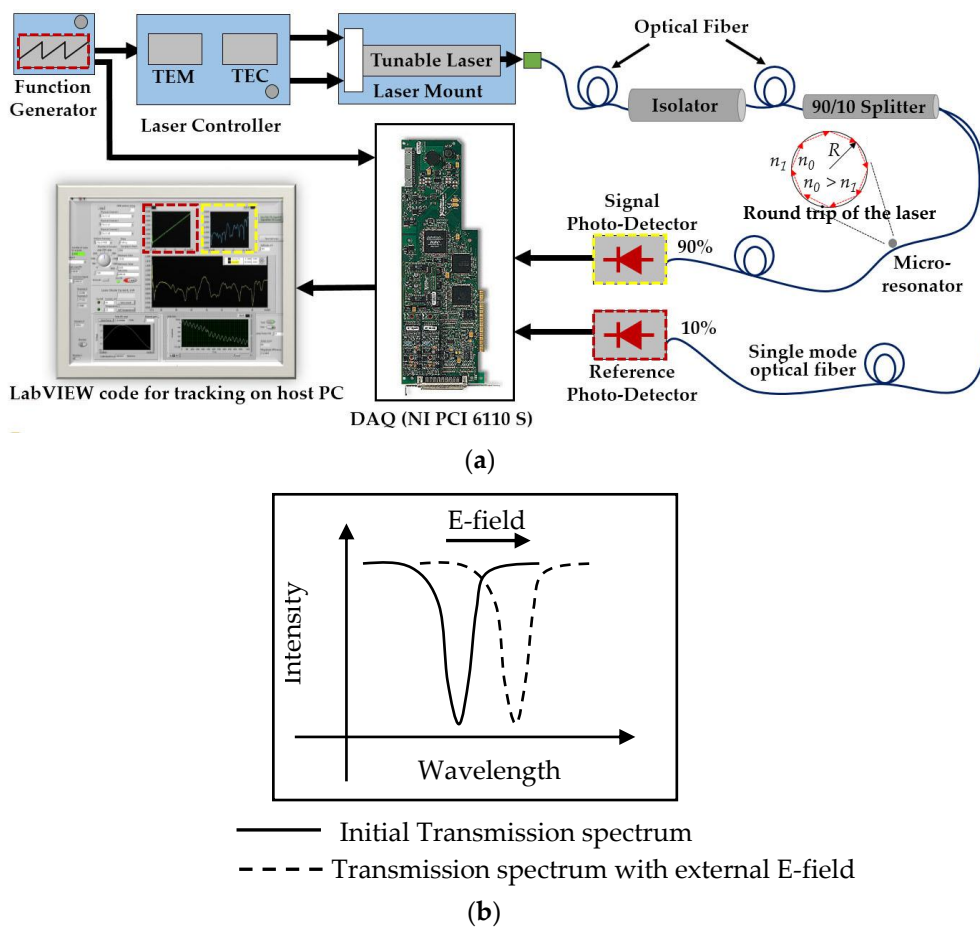 Function
Generator
TEM
TEC
Laser Controller
Tunable Laser
Laser Mount
Optical Fiber
Isolator
90/10 Splitter
R
n1
n0
n0 > n1
Round trip of the laser
Micro-
resonator
Signal
Photo-Detector
90%
10%
Reference
Photo-Detector
Single mode
optical fiber
LabVIEW code for tracking on host PC
DAQ (NI PCI 6110 S)
(a)
E-field
Intensity
Wavelength
Initial Transmission spectrum
Transmission spectrum with external E-field
(b)